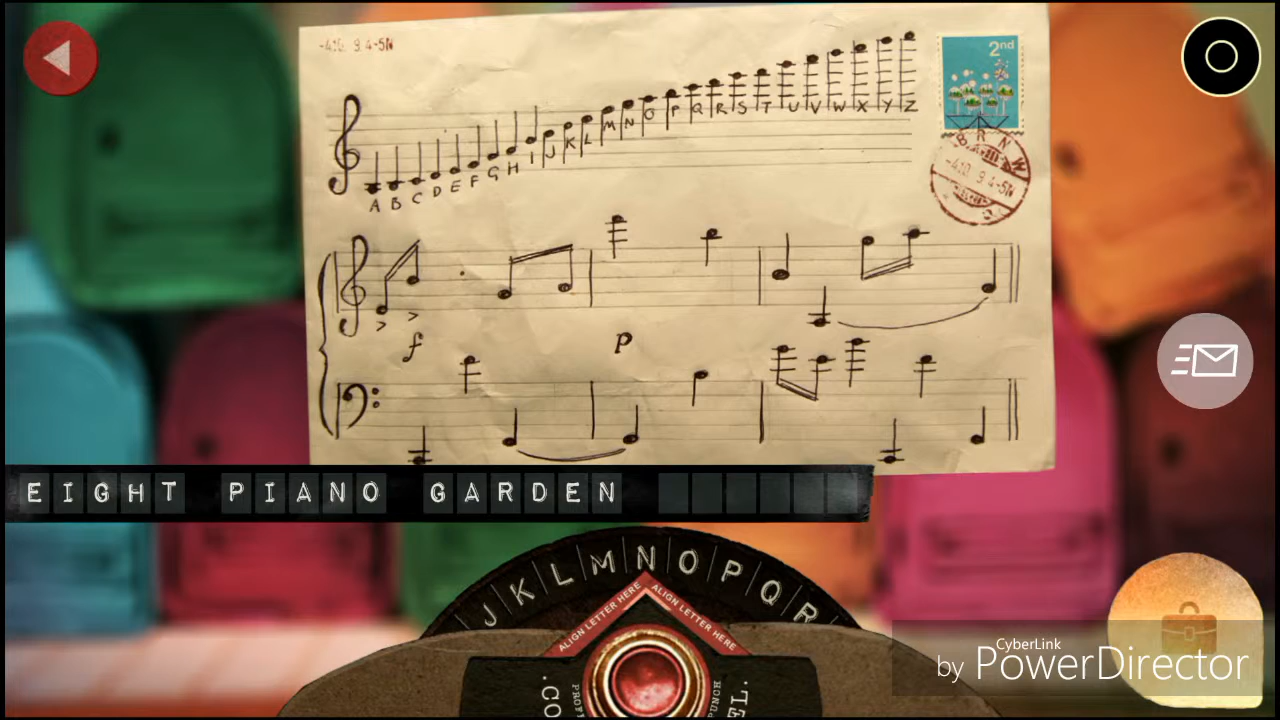 -4.10. 9 4-5N
2nd
A B C D E F G H I J K L M N O P Q R S T U V W X Y Z
B R N W
-4.10. 9 4-5N
f
p
EIGHT PIANO GARDEN
J K L M N O P Q R
ALIGN LETTER HERE ALIGN LETTER HERE
CyberLink
by PowerDirector